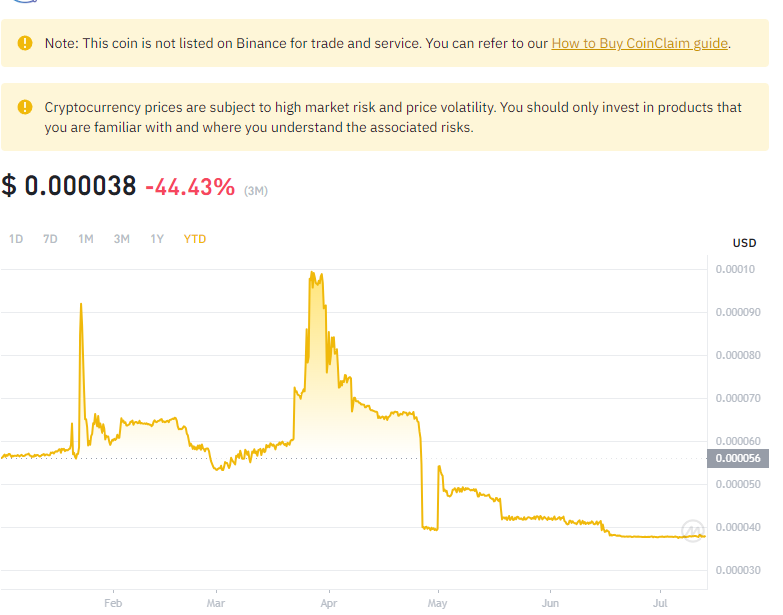 Note: This coin is not listed on Binance for trade and service. You can refer to our How to Buy CoinClaim guide.
Cryptocurrency prices are subject to high market risk and price volatility. You should only invest in products that
you are familiar with and where you understand the associated risks.
$ 0.000038 -44.43% (3M)
1D 7D 1M 3M 1Y YTD
USD
0.00010
0.000090
0.000080
0.000070
0.000060
0.000056
0.000050
0.000040
0.000030
Feb Mar Apr May Jun Jul